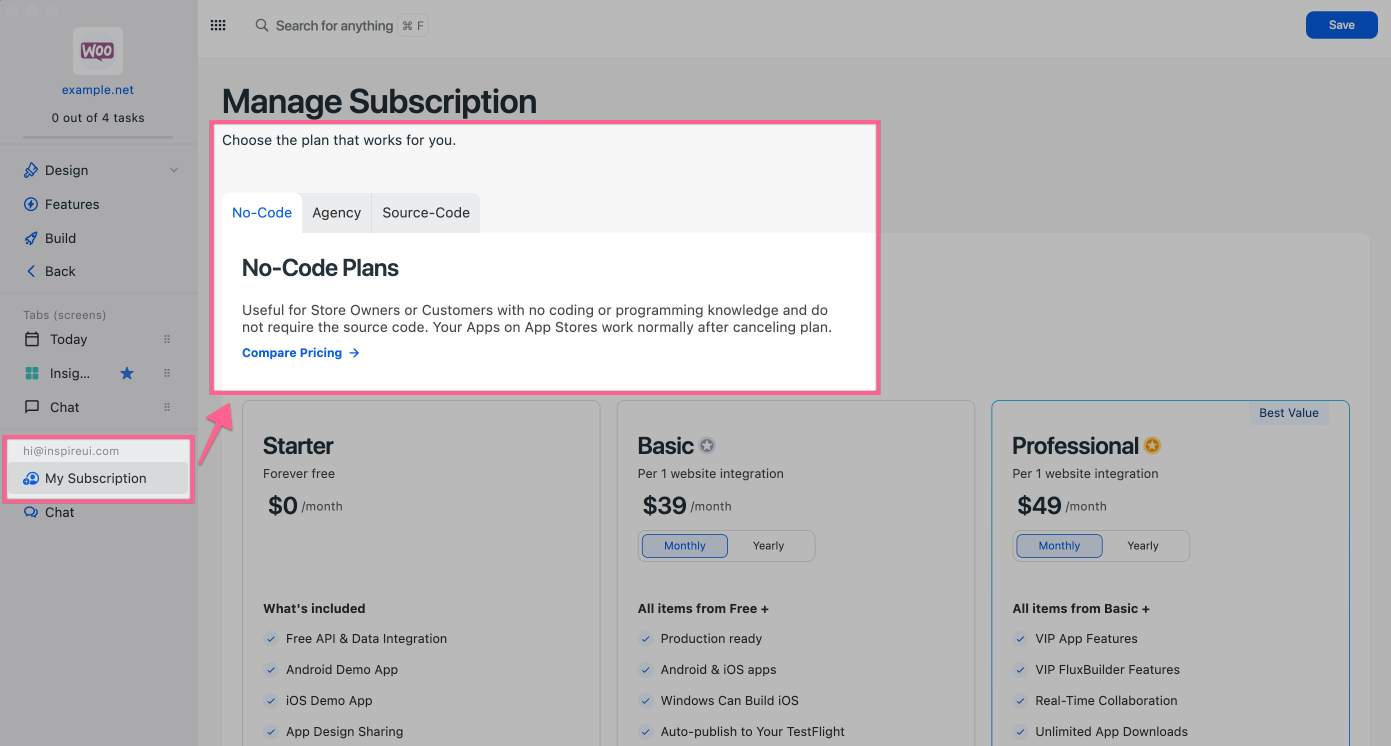 WOO
example.net
0 out of 4 tasks
Design
Features
Build
Back
Tabs (screens)
Today
Insig...
Chat
hi@inspireui.com
My Subscription
Chat
Search for anything ⌘ F
Save
Manage Subscription
Choose the plan that works for you.
No-Code Agency Source-Code
No-Code Plans
Useful for Store Owners or Customers with no coding or programming knowledge and do
not require the source code. Your Apps on App Stores work normally after canceling plan.
Compare Pricing →
Starter
Forever free
$0 /month
What's included
Free API & Data Integration
Android Demo App
iOS Demo App
App Design Sharing
Basic
Per 1 website integration
$39 /month
Monthly Yearly
All items from Free +
Production ready
Android & iOS apps
Windows Can Build iOS
Auto-publish to Your TestFlight
Best Value
Professional
Per 1 website integration
$49 /month
Monthly Yearly
All items from Basic +
VIP App Features
VIP FluxBuilder Features
Real-Time Collaboration
Unlimited App Downloads